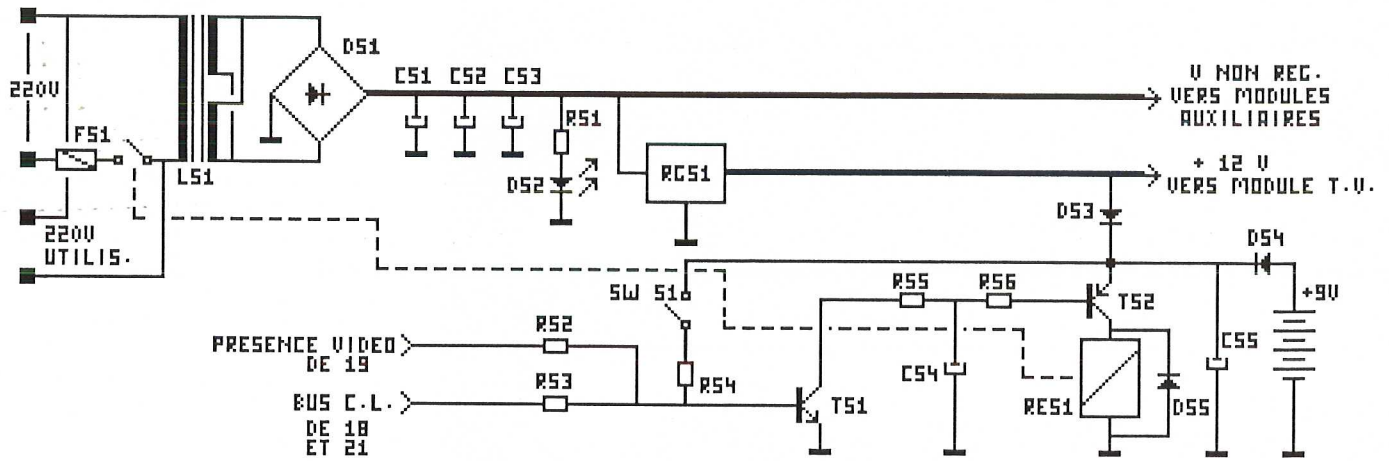 DS1
V NON REG.
VERS MODULES
AUXILIAIRES
CS1 CS2 CS3
220V
RS1
FS1
LS1
DS2
RGS1
+ 12 V
VERS MODULE T.V.
DS3
220V
UTILIS.
DS4
SW S1
RS5
RS6
TS2
+9V
RS2
PRESENCE VIDEO
DE 19
CS5
RS3
RS4
CS4
BUS C.L.
DE 18
ET 21
TS1
RES1
DS5